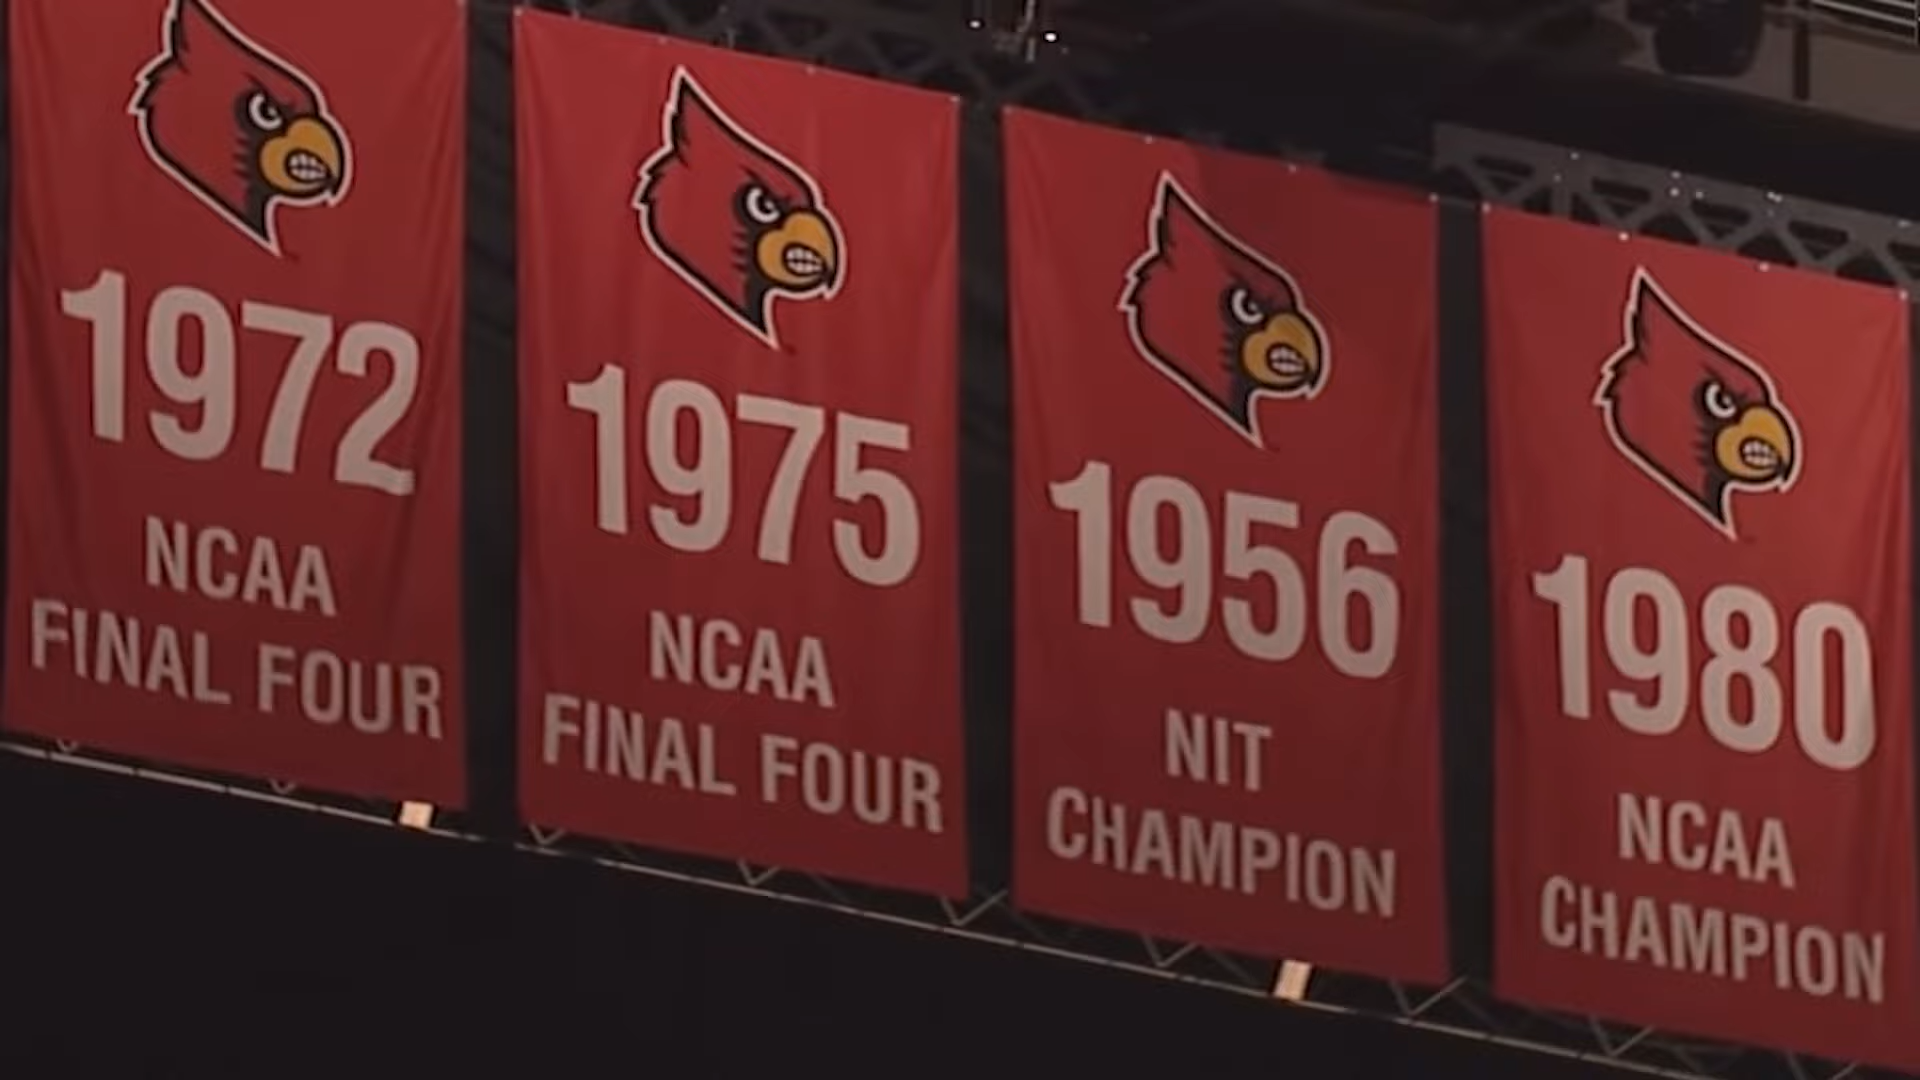 1972
NCAA
FINAL FOUR
1975
NCAA
FINAL FOUR
1956
NIT
CHAMPION
1980
NCAA
CHAMPION